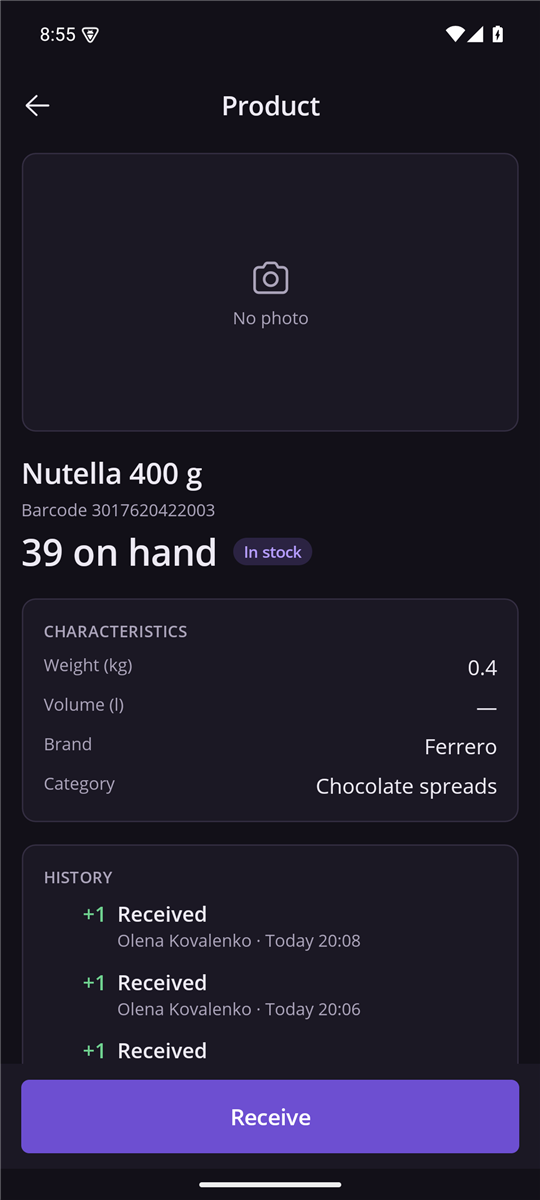 8:55
Product
No photo
Nutella 400 g
Barcode 3017620422003
39 on hand In stock
CHARACTERISTICS
Weight (kg) 0.4
Volume (l) —
Brand Ferrero
Category Chocolate spreads
HISTORY
+1 Received
Olena Kovalenko · Today 20:08
+1 Received
Olena Kovalenko · Today 20:06
+1 Received
Receive